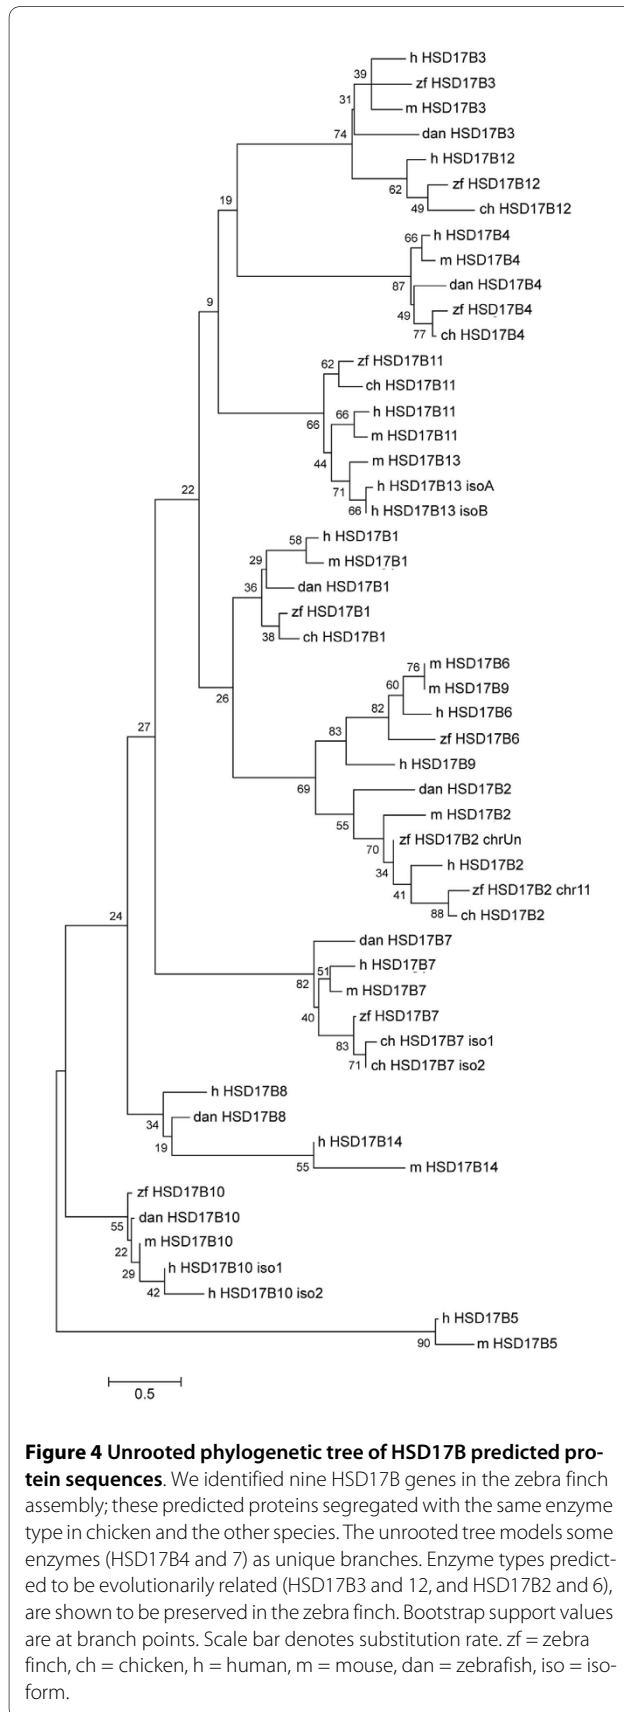 h HSD17B3
39
zf HSD17B3
31
m HSD17B3
74
dan HSD17B3
h HSD17B12
62
zf HSD17B12
49
ch HSD17B12
19
66
h HSD17B4
m HSD17B4
87
dan HSD17B4
49
zf HSD17B4
77
ch HSD17B4
9
62
zf HSD17B11
ch HSD17B11
66
66
h HSD17B11
m HSD17B11
44
m HSD17B13
71
h HSD17B13 isoA
66
h HSD17B13 isoB
22
58
h HSD17B1
29
m HSD17B1
36
dan HSD17B1
zf HSD17B1
38
ch HSD17B1
76
m HSD17B6
60
m HSD17B9
82
h HSD17B6
26
83
zf HSD17B6
27
h HSD17B9
69
dan HSD17B2
55
m HSD17B2
70
zf HSD17B2 chrUn
34
h HSD17B2
41
zf HSD17B2 chr11
88
ch HSD17B2
24
dan HSD17B7
82
51
h HSD17B7
m HSD17B7
40
zf HSD17B7
83
ch HSD17B7 iso1
71
ch HSD17B7 iso2
h HSD17B8
34
dan HSD17B8
19
h HSD17B14
55
m HSD17B14
zf HSD17B10
55
dan HSD17B10
22
m HSD17B10
29
h HSD17B10 iso1
42
h HSD17B10 iso2
h HSD17B5
90
m HSD17B5
0.5
Figure 4 Unrooted phylogenetic tree of HSD17B predicted pro-
tein sequences. We identified nine HSD17B genes in the zebra finch
assembly; these predicted proteins segregated with the same enzyme
type in chicken and the other species. The unrooted tree models some
enzymes (HSD17B4 and 7) as unique branches. Enzyme types predict-
ed to be evolutionarily related (HSD17B3 and 12, and HSD17B2 and 6),
are shown to be preserved in the zebra finch. Bootstrap support values
are at branch points. Scale bar denotes substitution rate. zf = zebra
finch, ch = chicken, h = human, m = mouse, dan = zebrafish, iso = iso-
form.